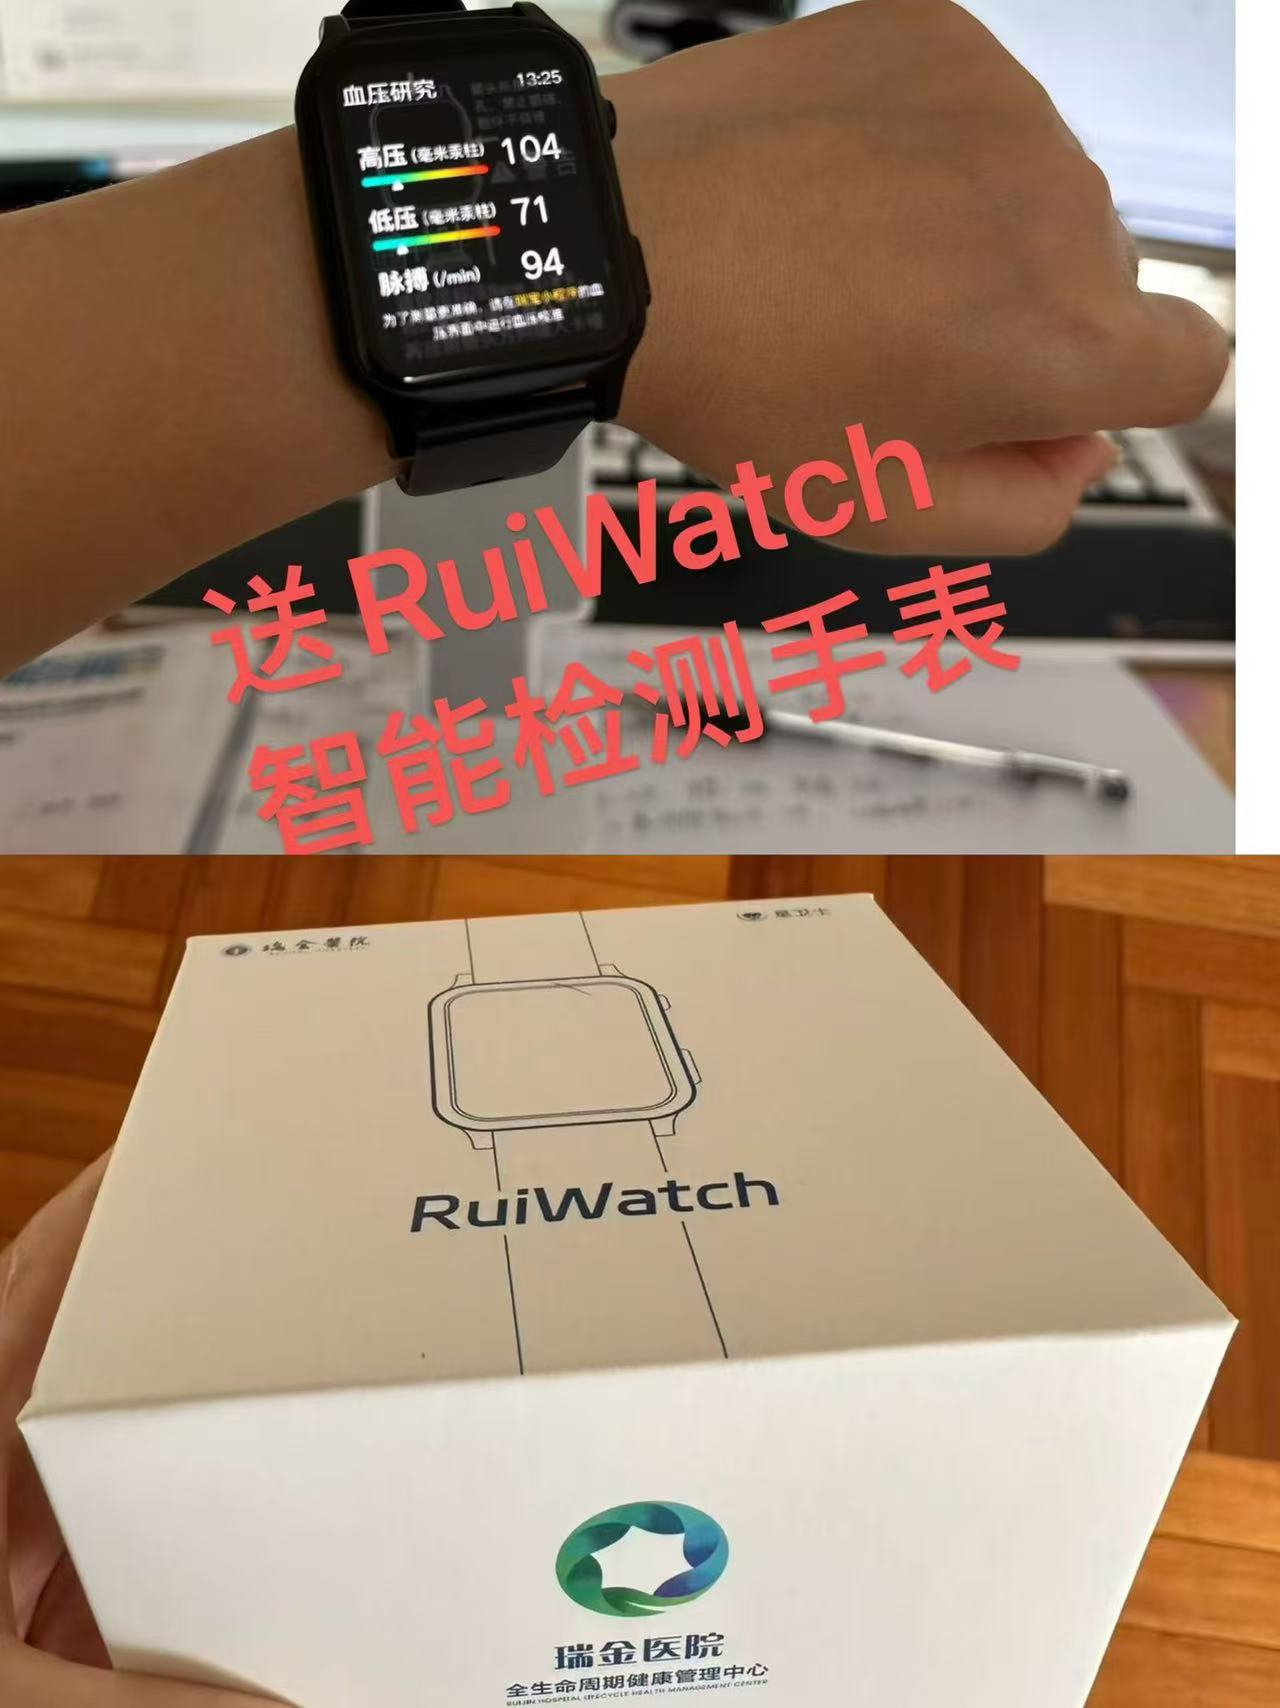 血压研究
13:25
高压(毫米汞柱) 104
低压(毫米汞柱) 71
脉搏(/min) 94
为了测量更准确，请在瑞宝小程序的血
压界面中进行血压校准
送RuiWatch
智能检测手表
瑞金医院
星卫士
RuiWatch
瑞金医院
全生命周期健康管理中心
RUIJIN HOSPITAL LIFECYCLE HEALTH MANAGEMENT CENTER